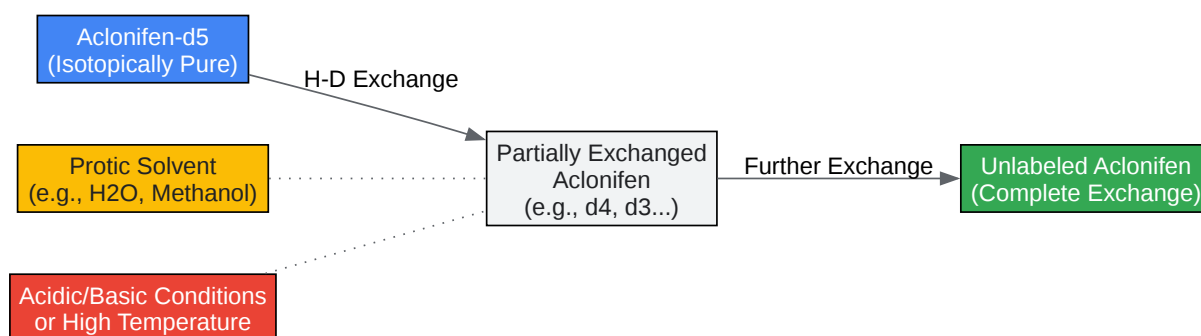 Aclonifen-d5
(Isotopically Pure)
H-D Exchange
Protic Solvent
(e.g., H2O, Methanol)
Partially Exchanged
Aclonifen
(e.g., d4, d3...)
Further Exchange
Unlabeled Aclonifen
(Complete Exchange)
Acidic/Basic Conditions
or High Temperature